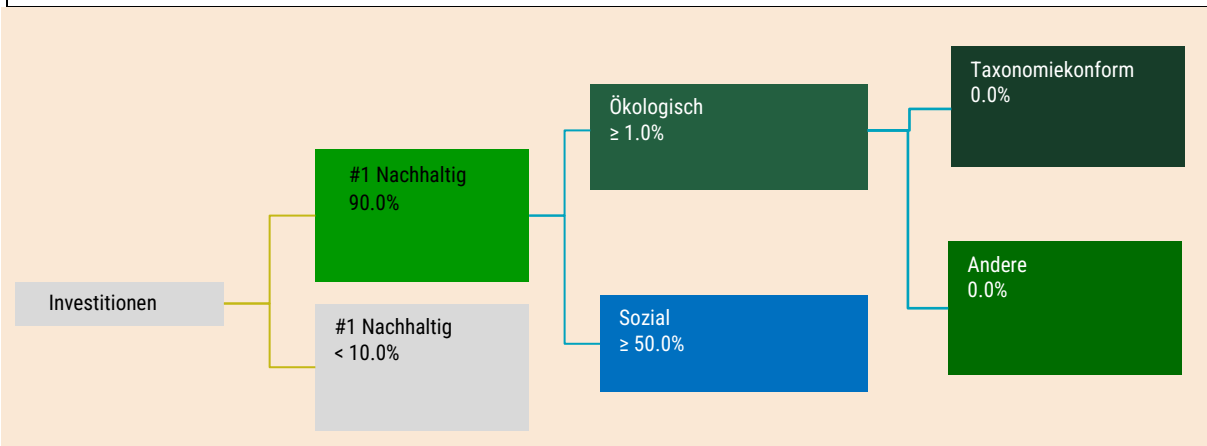 Investitionen
#1 Nachhaltig
90.0%
#1 Nachhaltig
< 10.0%
Ökologisch
≥ 1.0%
Sozial
≥ 50.0%
Taxonomiekonform
0.0%
Andere
0.0%